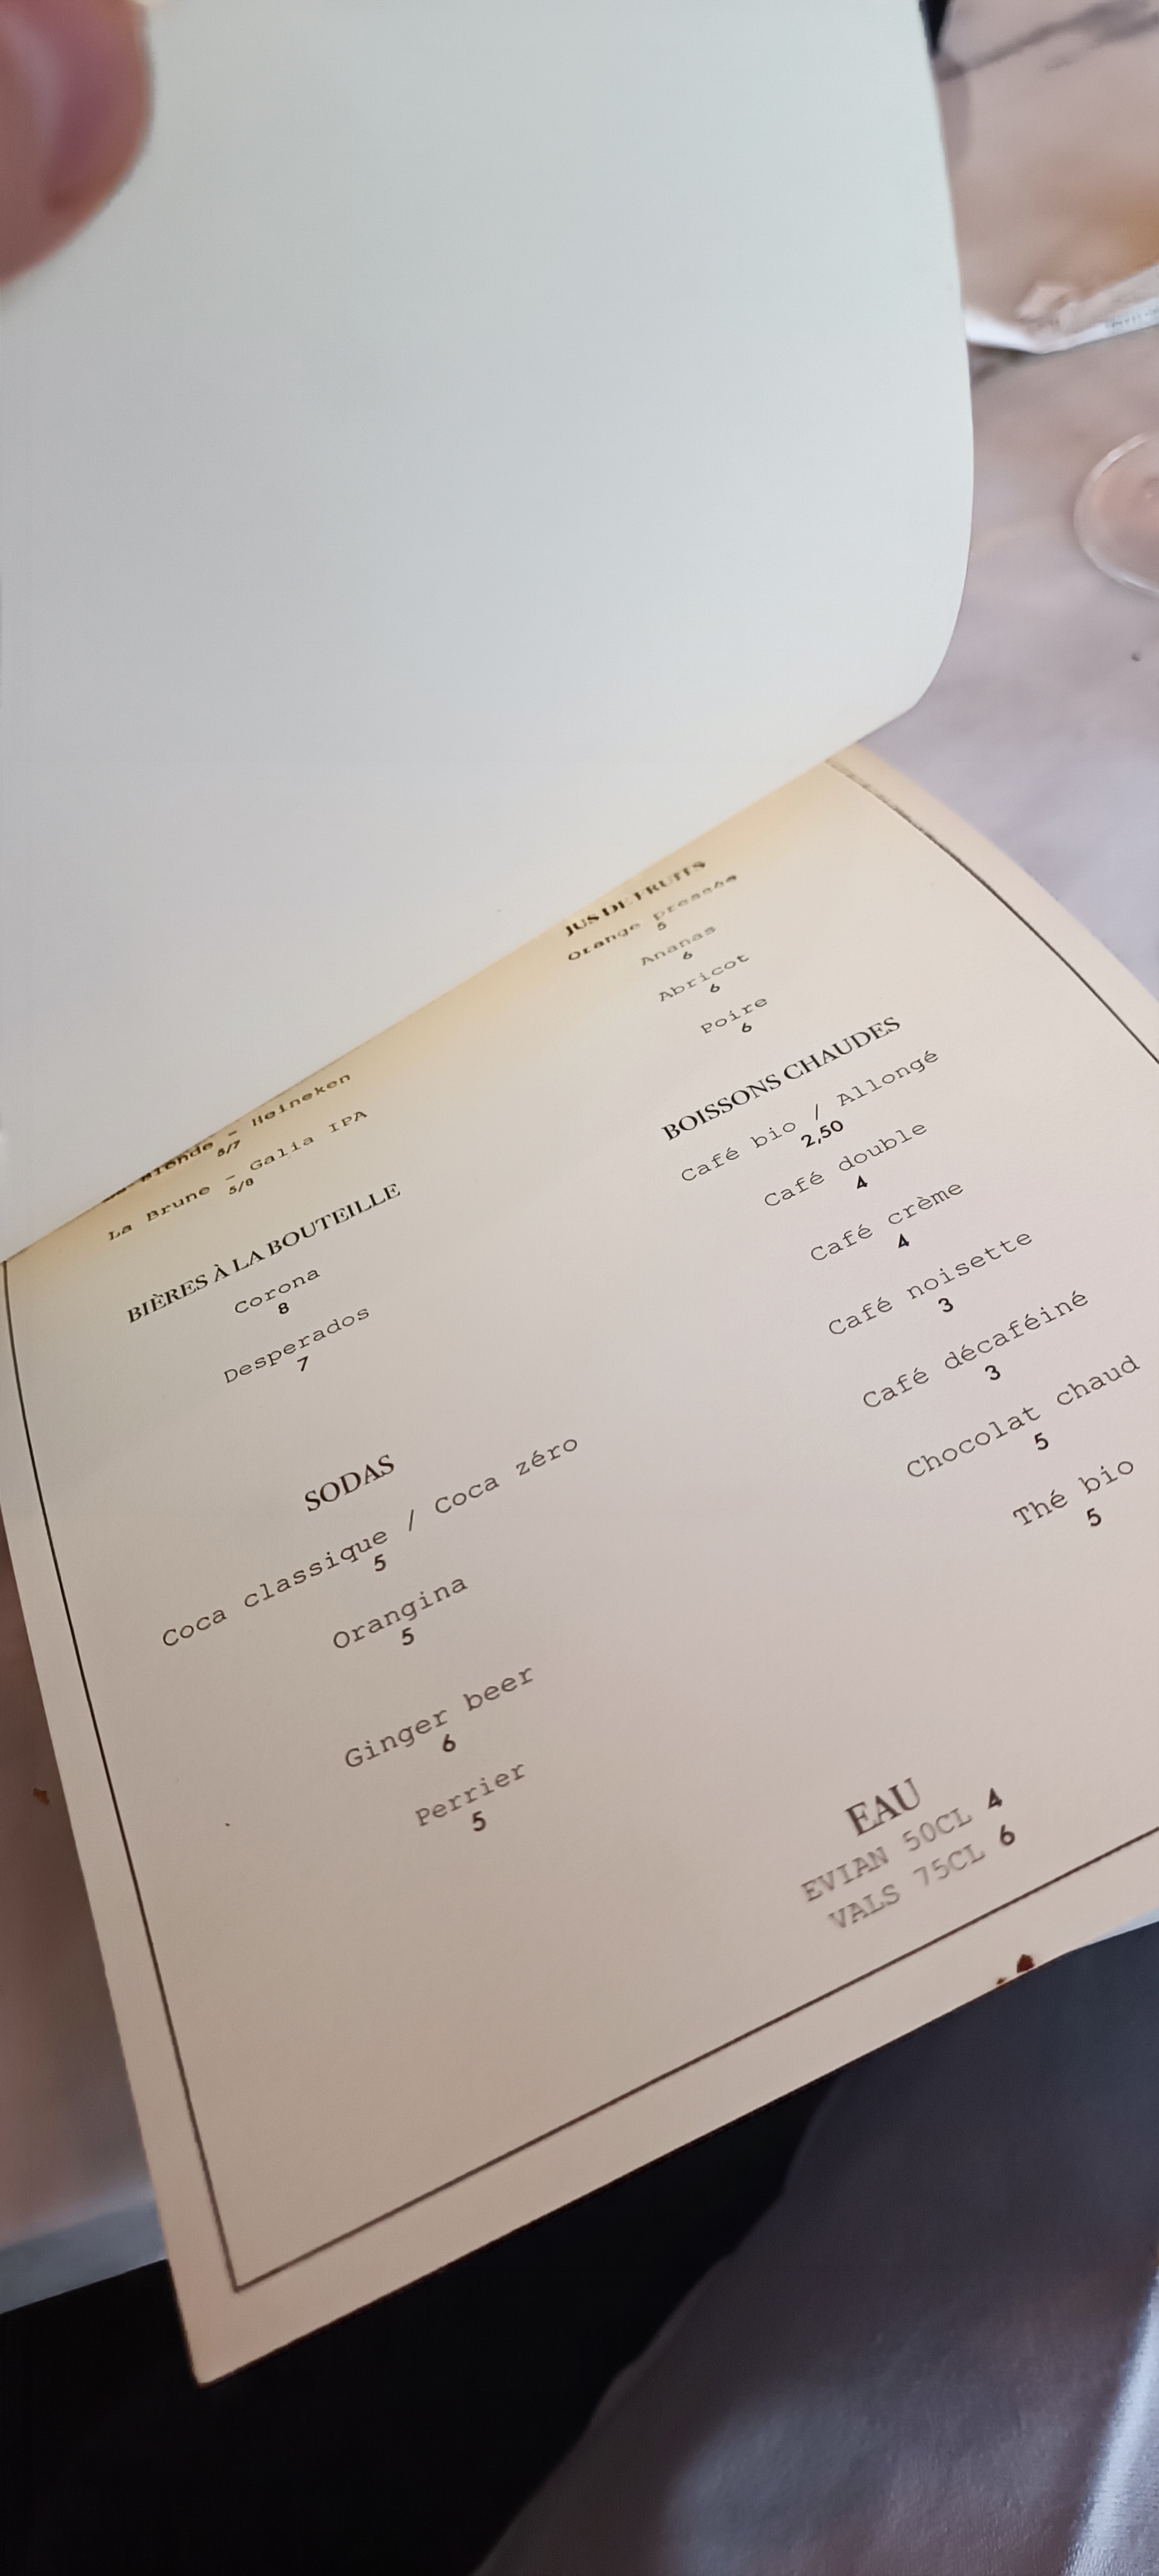 Blonde – Heineken
5/7
La Brune – Galia IPA
5/8
BIÈRES À LA BOUTEILLE
Corona
8
Desperados
7
SODAS
Coca classique / Coca zéro
5
Orangina
5
Ginger beer
6
Perrier
5
JUS DE FRUITS
Orange pressée
5
Ananas
6
Abricot
6
Poire
6
BOISSONS CHAUDES
Café bio / Allongé
2,50
Café double
4
Café crème
4
Café noisette
3
Café décaféiné
3
Chocolat chaud
5
Thé bio
5
EAU
EVIAN 50CL 4
VALS 75CL 6